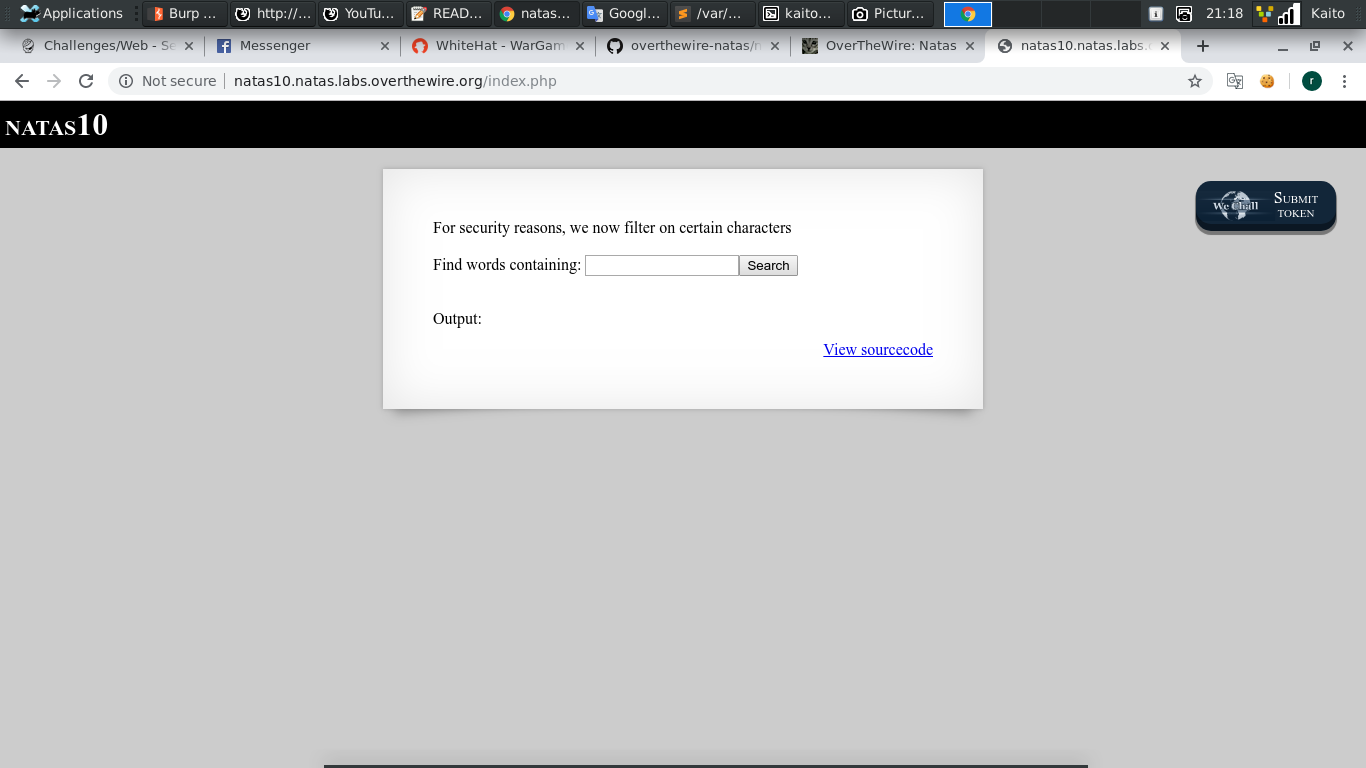 Applications Burp ... http://... YouTu... READ... natas... Googl... /var/... kaito... Pictur... 21:18 Kaito
Challenges/Web - Se Messenger WhiteHat - WarGam overthewire-natas/n OverTheWire: Natas natas10.natas.labs.
Not secure natas10.natas.labs.overthewire.org/index.php r
NATAS10
For security reasons, we now filter on certain characters
Find words containing: Search
Output:
View sourcecode
We Chall SUBMIT
TOKEN